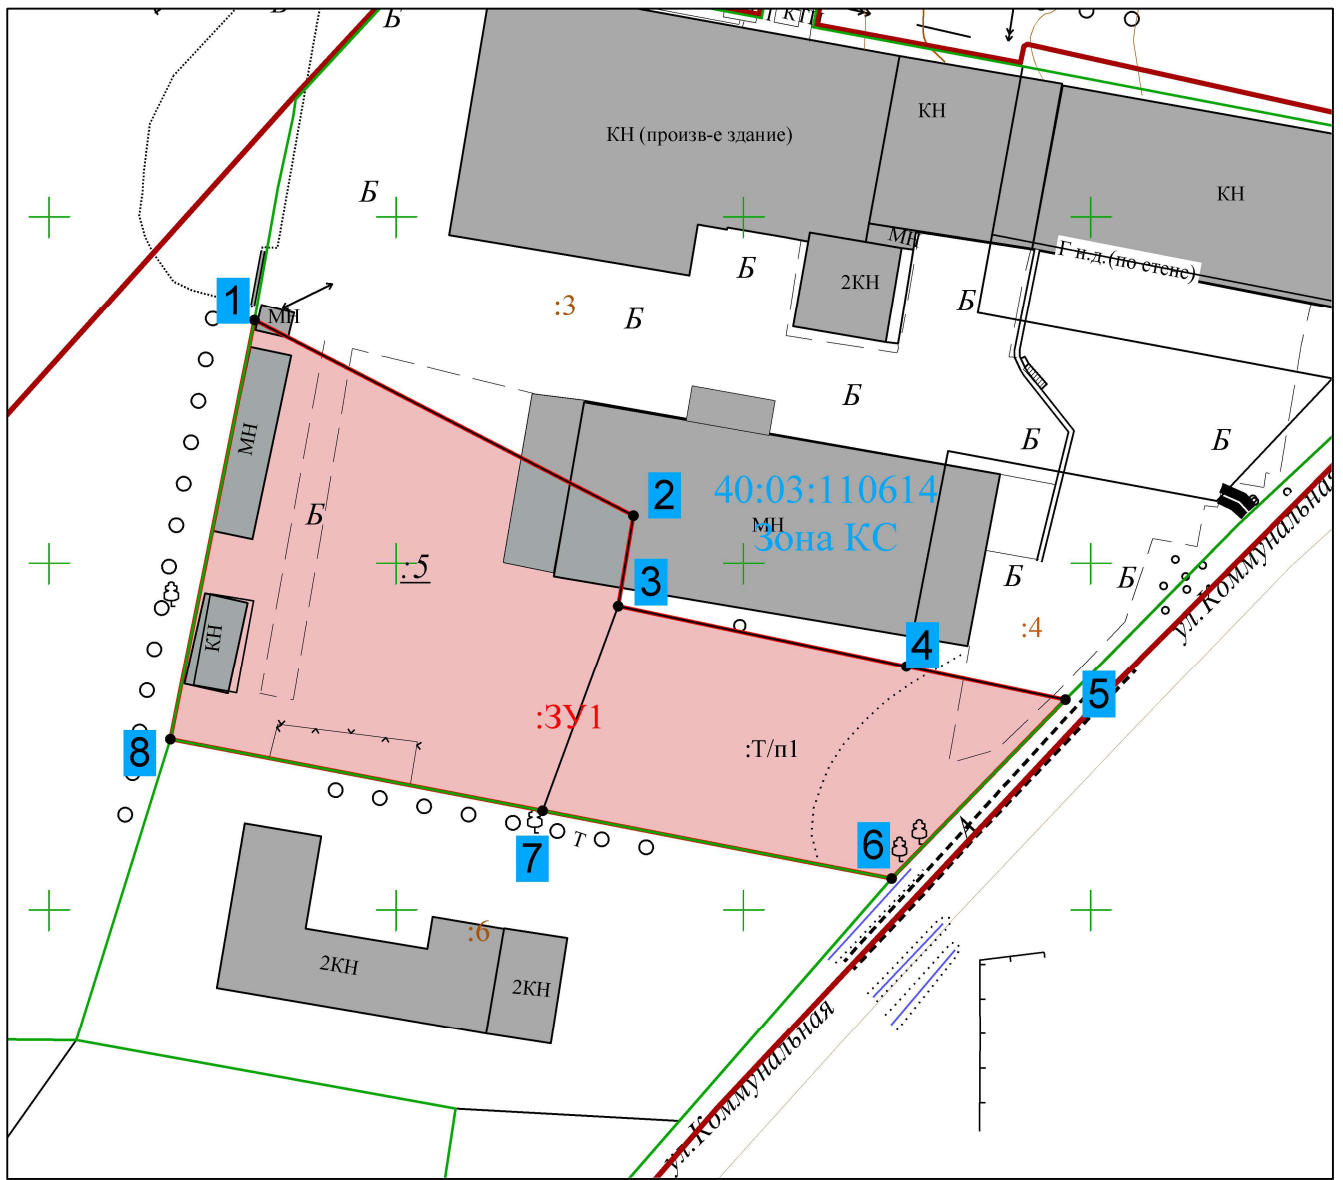 Б
Б
КН
КН (произв-е здание)
КН
Б
МН
Г н.д.(по стене)
Б
2КН
Б
1
МН
:3
Б
Б
Б
Б
МН
2
40:03:110614
МН
Зона КС
Б
:5
3
Б
Б
ул.Коммунальная
КН
4
:4
5
:ЗУ1
:Т/п1
8
7
Т
6
А
:6
2КН
2КН
ул.Коммунальная